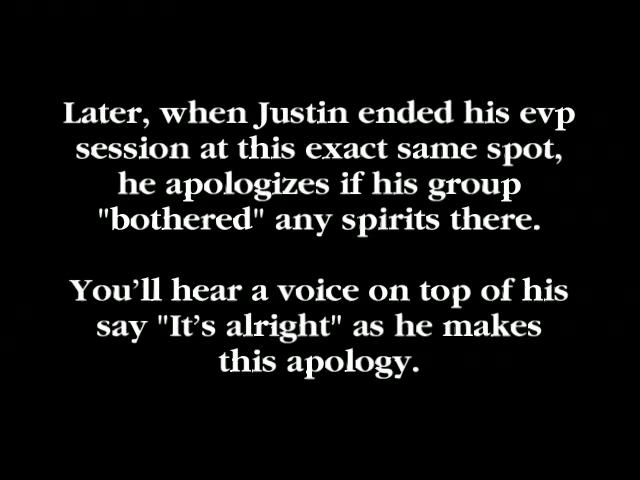 Later, when Justin ended his evp
session at this exact same spot,
he apologizes if his group
"bothered" any spirits there.
You’ll hear a voice on top of his
say "It’s alright" as he makes
this apology.